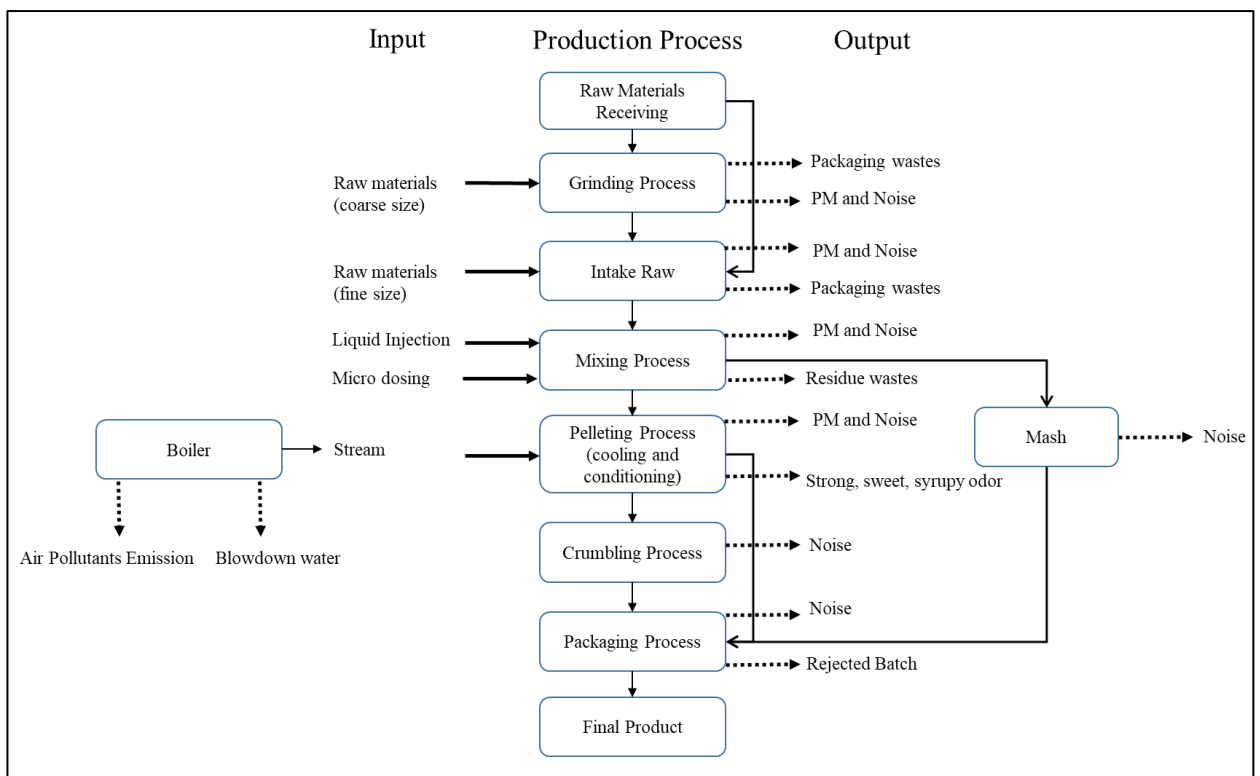 Input
Production Process
Output
Raw Materials
Receiving
Packaging wastes
Raw materials
(coarse size)
Grinding Process
PM and Noise
PM and Noise
Raw materials
(fine size)
Intake Raw
Packaging wastes
Liquid Injection
PM and Noise
Mixing Process
Micro dosing
Residue wastes
PM and Noise
Boiler
Stream
Pelleting Process
(cooling and
conditioning)
Mash
Noise
Strong, sweet, syrupy odor
Air Pollutants Emission
Blowdown water
Crumbling Process
Noise
Noise
Packaging Process
Rejected Batch
Final Product